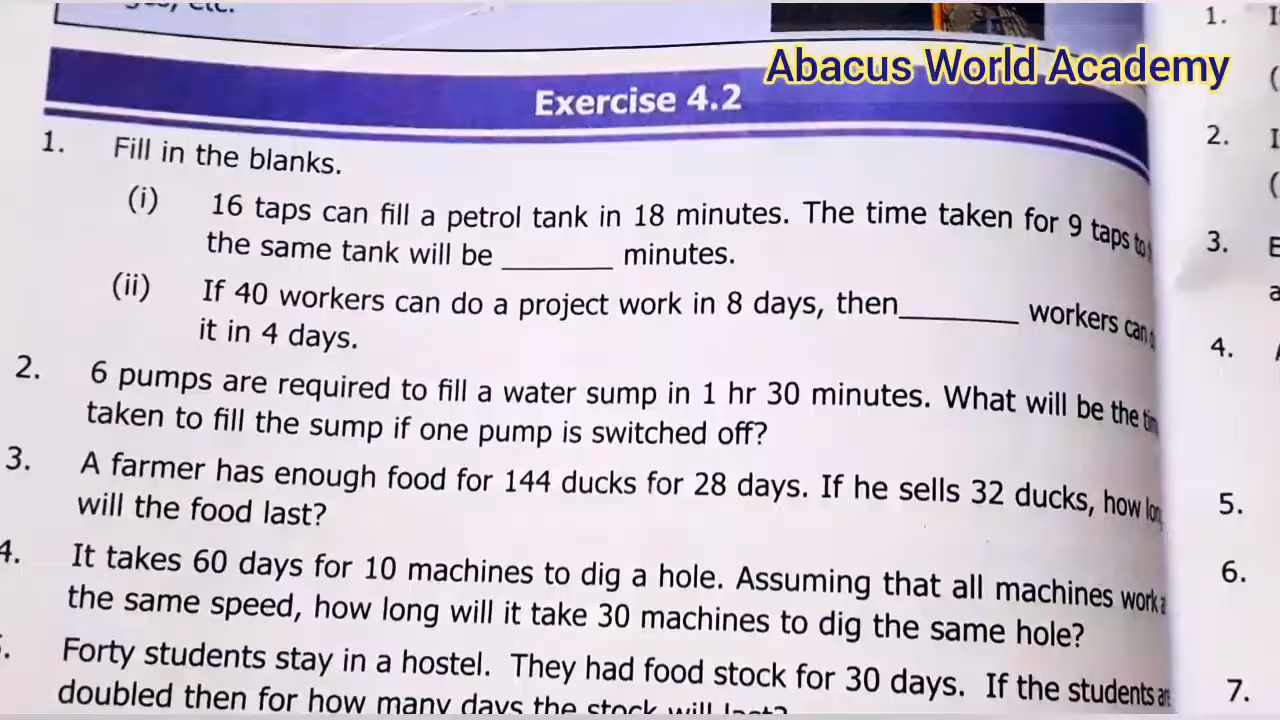 etc.
Abacus World Academy
Exercise 4.2
1. Fill in the blanks.
(i) 16 taps can fill a petrol tank in 18 minutes. The time taken for 9 taps to
the same tank will be ________ minutes.
(ii) If 40 workers can do a project work in 8 days, then ________ workers can
it in 4 days.
2. 6 pumps are required to fill a water sump in 1 hr 30 minutes. What will be the
taken to fill the sump if one pump is switched off?
3. A farmer has enough food for 144 ducks for 28 days. If he sells 32 ducks, how
will the food last?
4. It takes 60 days for 10 machines to dig a hole. Assuming that all machines work
the same speed, how long will it take 30 machines to dig the same hole?
Forty students stay in a hostel. They had food stock for 30 days. If the students
doubled then for how many days the stock will
1.
2.
3.
4.
5.
6.
7.